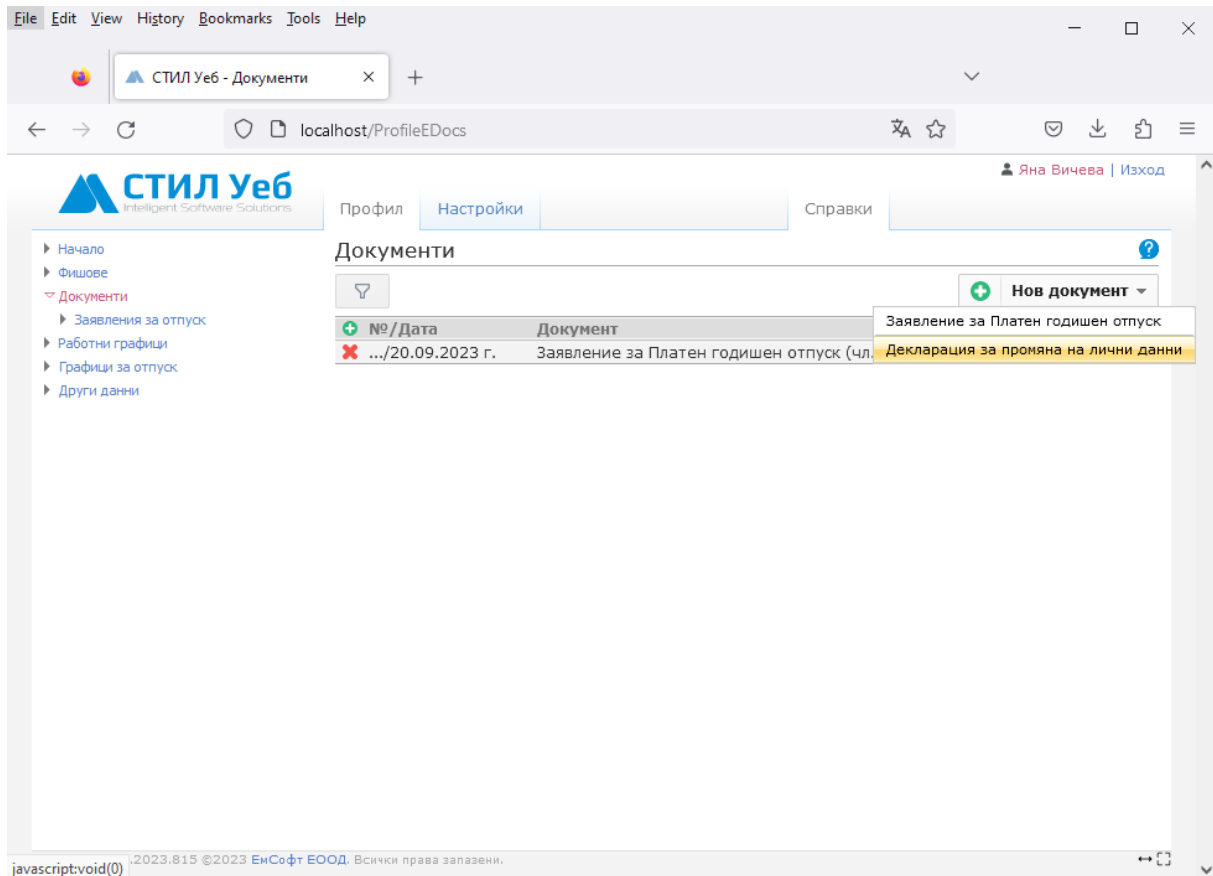 File Edit View History Bookmarks Tools Help
СТИЛ Уеб - Документи
localhost/ProfileEDocs
Яна Вичева | Изход
СТИЛ Уеб
Intelligent Software Solutions
Профил Настройки Справки
Начало
Фишове
Документи
Заявления за отпуск
Работни графици
Графици за отпуск
Други данни
Документи
Нов документ
Заявление за Платен годишен отпуск
Декларация за промяна на лични данни
№/Дата Документ
.../20.09.2023 г. Заявление за Платен годишен отпуск (чл.
javascript:void(0)
.2023.815 ©2023 ЕмСофт ЕООД. Всички права запазени.